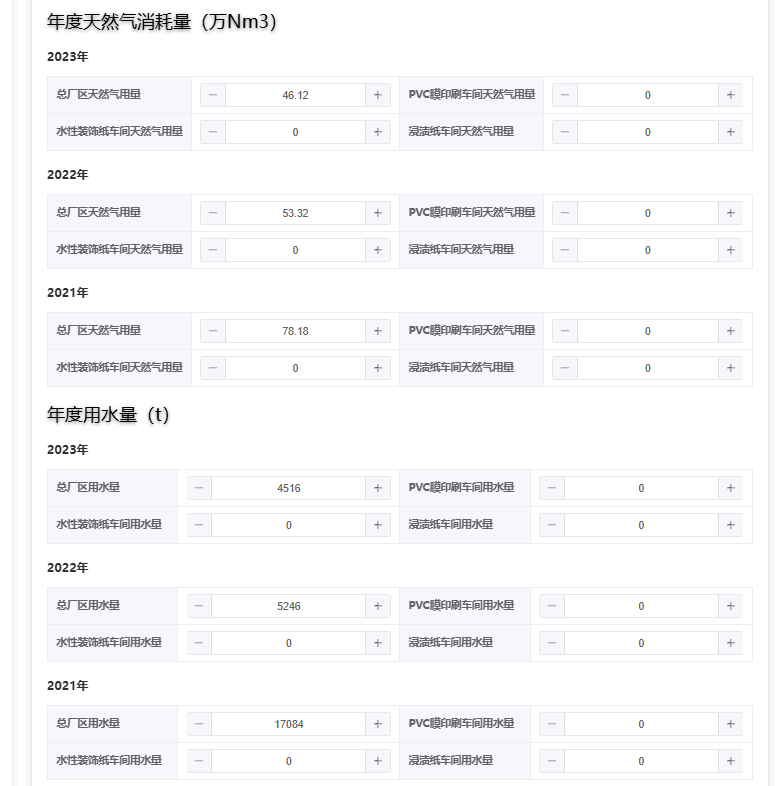 年度天然气消耗量（万Nm3）
2023年
总厂区天然气用量 － 46.12 + PVC膜印刷车间天然气用量 － 0 +
水性装饰纸车间天然气用量 － 0 + 浸渍纸车间天然气用量 － 0 +
2022年
总厂区天然气用量 － 53.32 + PVC膜印刷车间天然气用量 － 0 +
水性装饰纸车间天然气用量 － 0 + 浸渍纸车间天然气用量 － 0 +
2021年
总厂区天然气用量 － 78.18 + PVC膜印刷车间天然气用量 － 0 +
水性装饰纸车间天然气用量 － 0 + 浸渍纸车间天然气用量 － 0 +
年度用水量（t）
2023年
总厂区用水量 － 4516 + PVC膜印刷车间用水量 － 0 +
水性装饰纸车间用水量 － 0 + 浸渍纸车间用水量 － 0 +
2022年
总厂区用水量 － 5246 + PVC膜印刷车间用水量 － 0 +
水性装饰纸车间用水量 － 0 + 浸渍纸车间用水量 － 0 +
2021年
总厂区用水量 － 17084 + PVC膜印刷车间用水量 － 0 +
水性装饰纸车间用水量 － 0 + 浸渍纸车间用水量 － 0 +